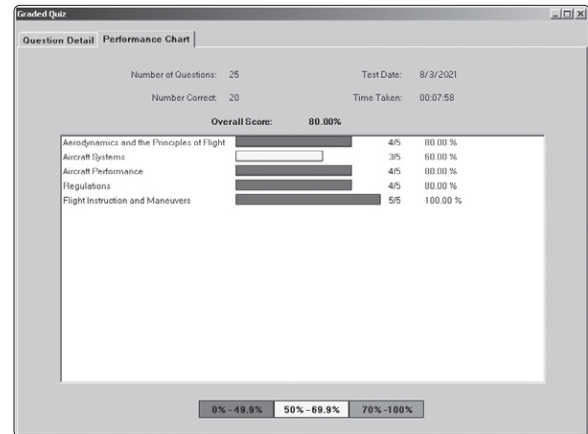 Graded Quiz
Question Detail Performance Chart
Number of Questions: 25 Test Date: 8/3/2021
Number Correct: 20 Time Taken: 00:07:58
Overall Score: 80.00%
Aerodynamics and the Principles of Flight 4/5 80.00 %
Aircraft Systems 3/5 60.00 %
Aircraft Performance 4/5 80.00 %
Regulations 4/5 80.00 %
Flight Instruction and Maneuvers 5/5 100.00 %
0% -49.9% 50% -69.9% 70% -100%